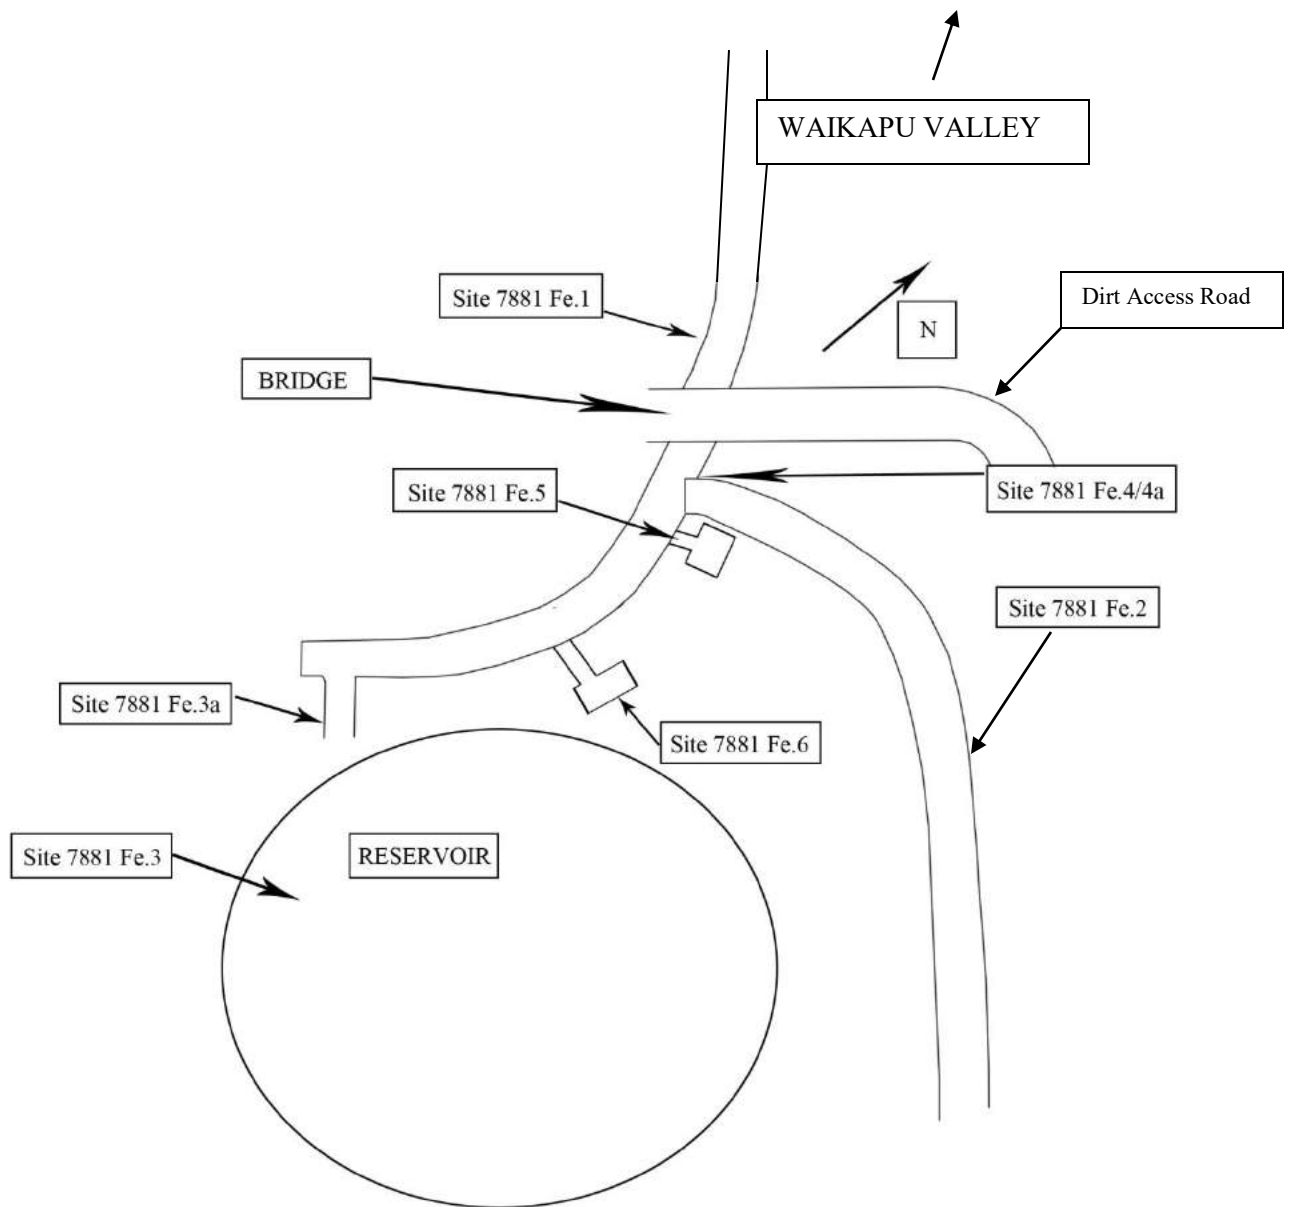 WAIKAPU VALLEY
Site 7881 Fe.1
Dirt Access Road
N
BRIDGE
Site 7881 Fe.5
Site 7881 Fe.4/4a
Site 7881 Fe.2
Site 7881 Fe.3a
Site 7881 Fe.6
Site 7881 Fe.3
RESERVOIR